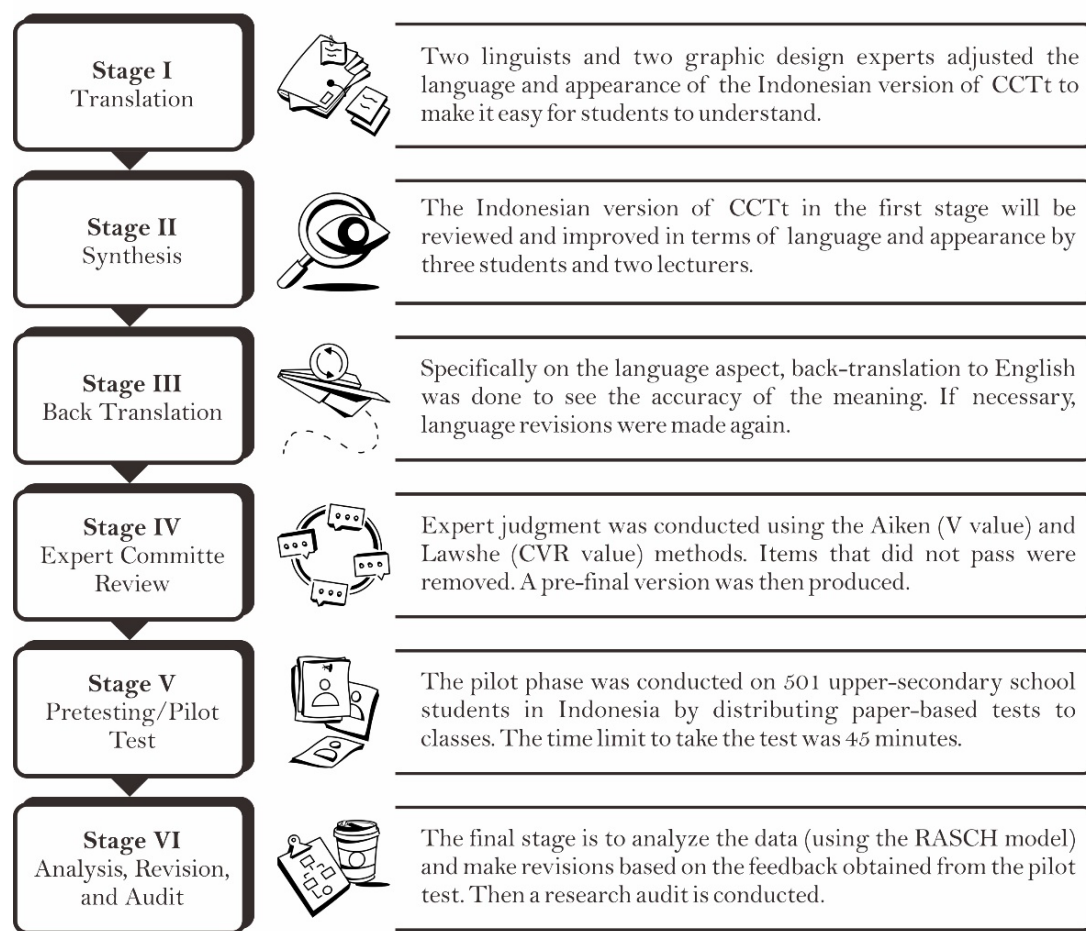 Stage I
Translation
Two linguists and two graphic design experts adjusted the
language and appearance of the Indonesian version of CCTt to
make it easy for students to understand.
Stage II
Synthesis
The Indonesian version of CCTt in the first stage will be
reviewed and improved in terms of language and appearance by
three students and two lecturers.
Stage III
Back Translation
Specifically on the language aspect, back-translation to English
was done to see the accuracy of the meaning. If necessary,
language revisions were made again.
Stage IV
Expert Committe
Review
Expert judgment was conducted using the Aiken (V value) and
Lawshe (CVR value) methods. Items that did not pass were
removed. A pre-final version was then produced.
Stage V
Pretesting/Pilot
Test
The pilot phase was conducted on 501 upper-secondary school
students in Indonesia by distributing paper-based tests to
classes. The time limit to take the test was 45 minutes.
Stage VI
Analysis, Revision,
and Audit
The final stage is to analyze the data (using the RASCH model)
and make revisions based on the feedback obtained from the pilot
test. Then a research audit is conducted.